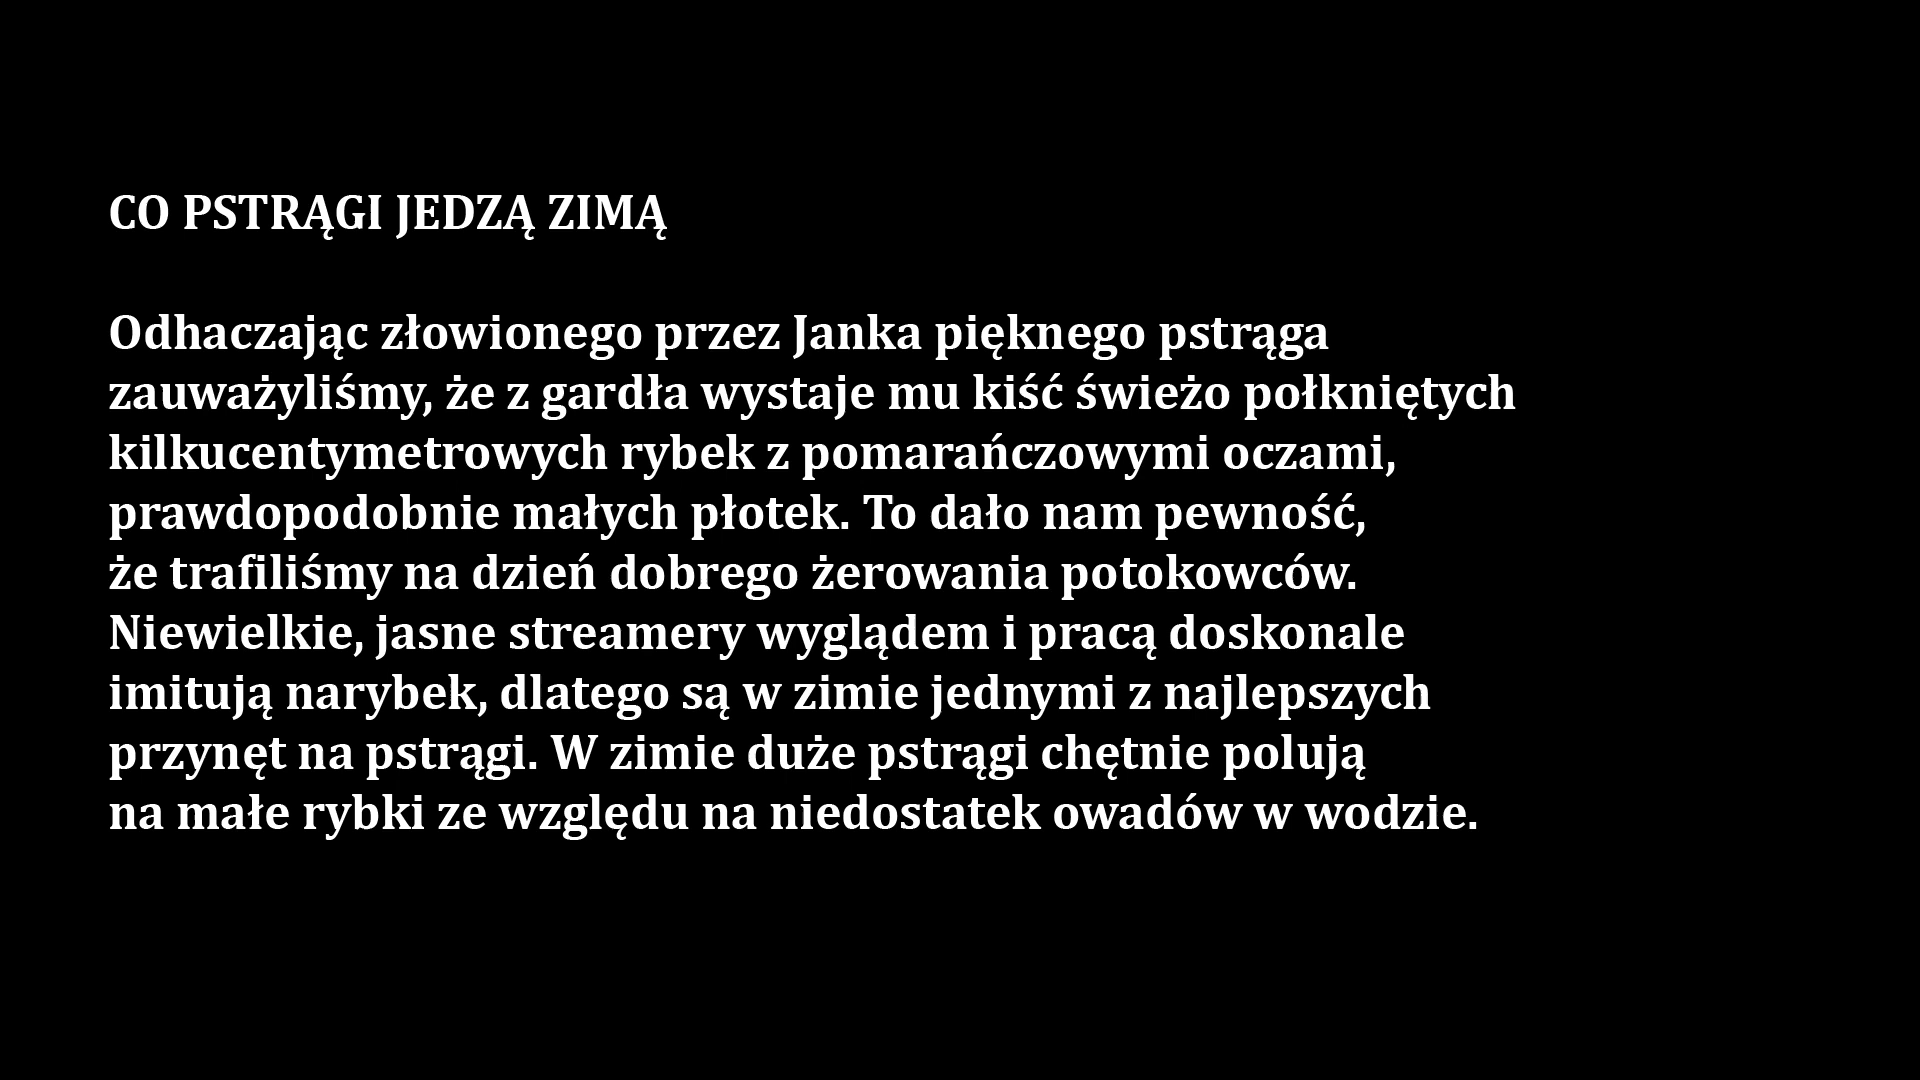 CO PSTRĄGI JEDZĄ ZIMĄ
Odhaczając złowionego przez Janka pięknego pstrąga
zauważyliśmy, że z gardła wystaje mu kiść świeżo połkniętych
kilkucentymetrowych rybek z pomarańczowymi oczami,
prawdopodobnie małych płotek. To dało nam pewność,
że trafiliśmy na dzień dobrego żerowania potokowców.
Niewielkie, jasne streamery wyglądem i pracą doskonale
imitują narybek, dlatego są w zimie jednymi z najlepszych
przynęt na pstrągi. W zimie duże pstrągi chętnie polują
na małe rybki ze względu na niedostatek owadów w wodzie.